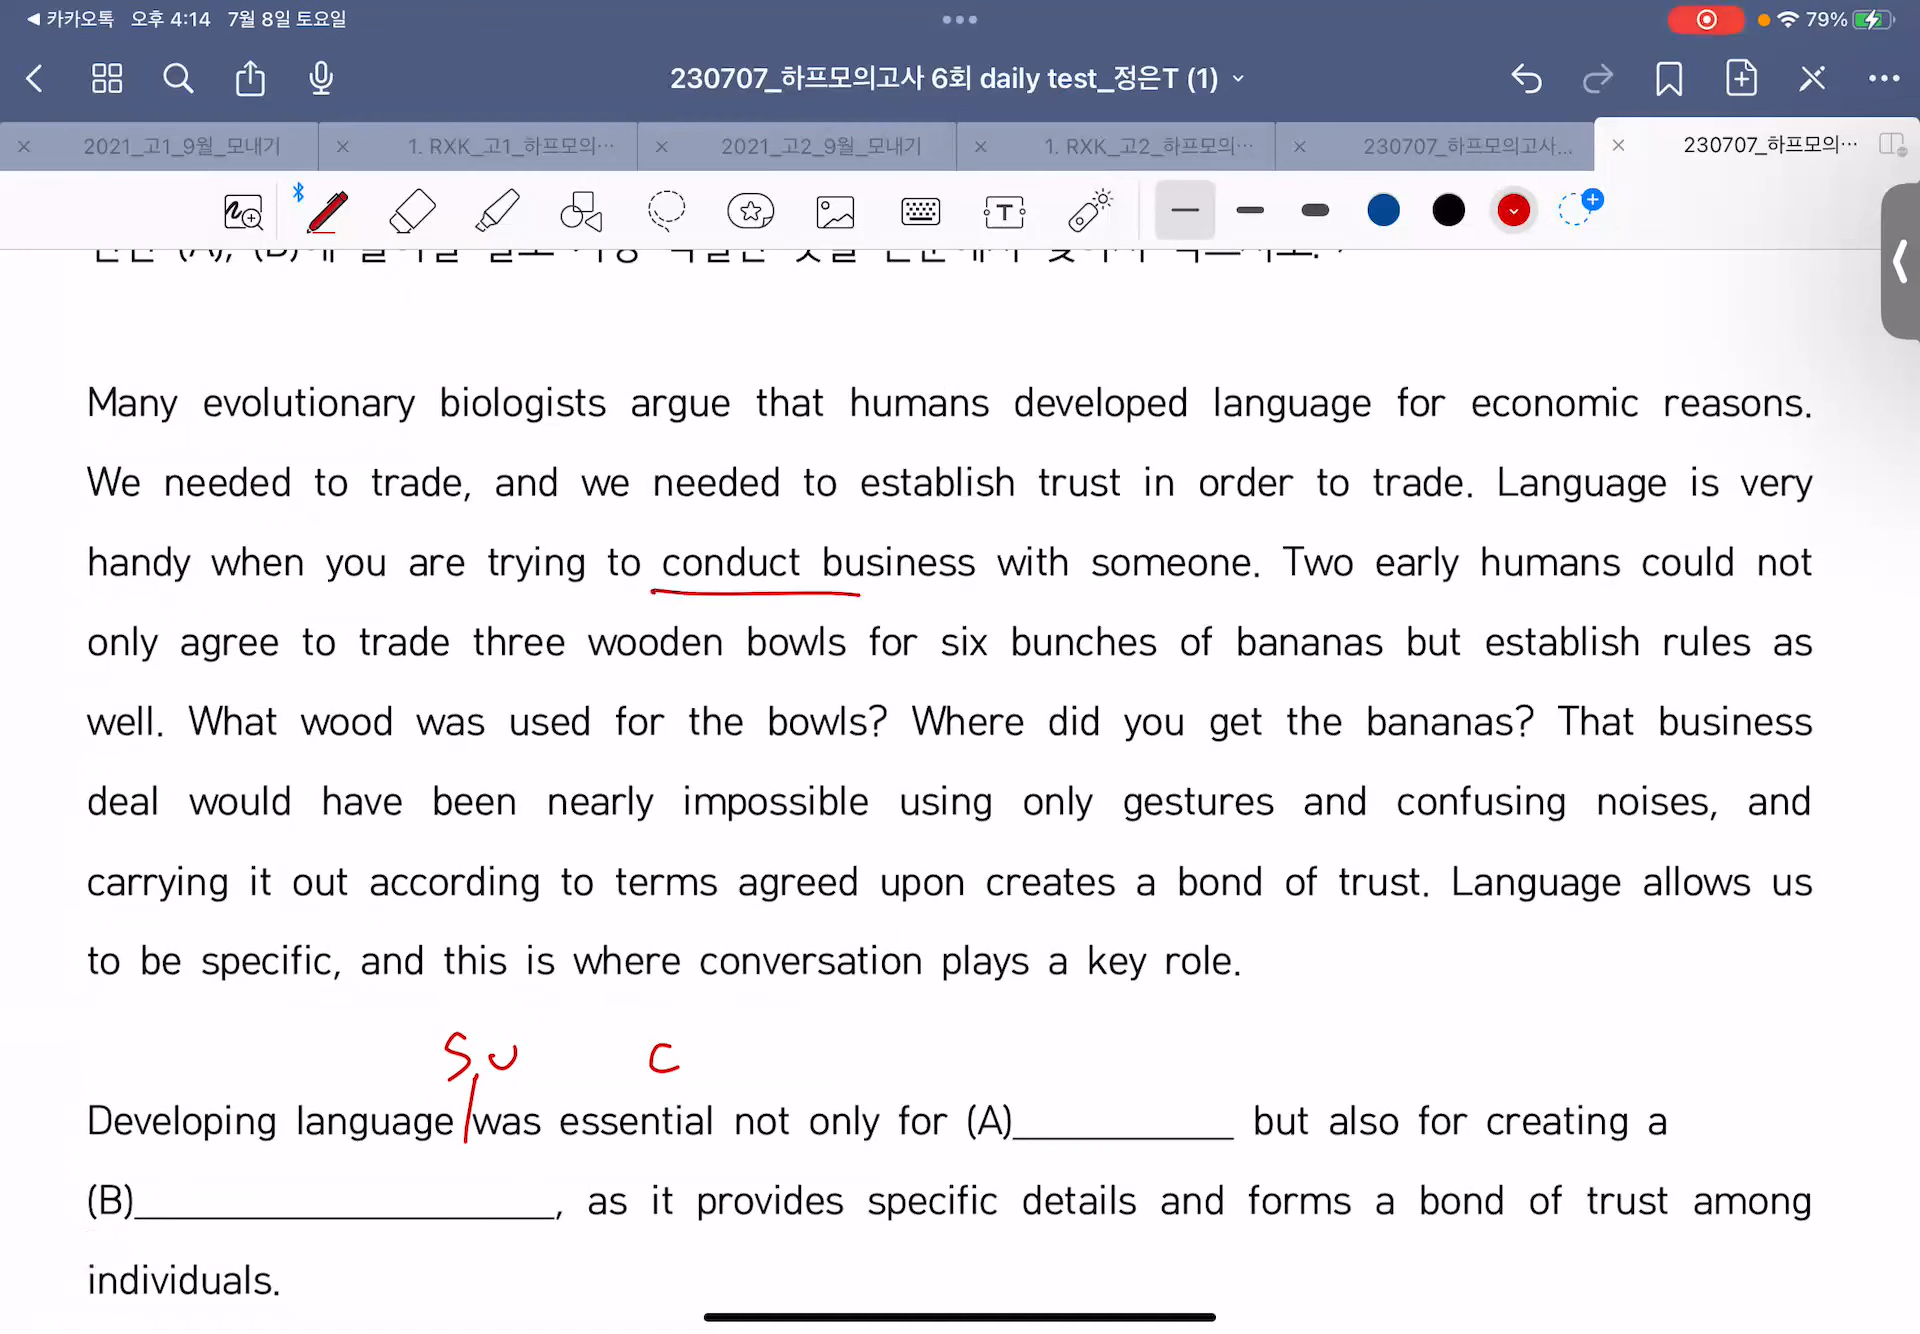 ◀ 카카오톡 오후 4:14 7월 8일 토요일
79%
230707_하프모의고사 6회 daily test_정은T (1)
2021_고1_9월_모내기
1. RXK_고1_하프모의…
2021_고2_9월_모내기
1. RXK_고2_하프모의…
230707_하프모의고사...
230707_하프모의…
Many evolutionary biologists argue that humans developed language for economic reasons.
We needed to trade, and we needed to establish trust in order to trade. Language is very
handy when you are trying to conduct business with someone. Two early humans could not
only agree to trade three wooden bowls for six bunches of bananas but establish rules as
well. What wood was used for the bowls? Where did you get the bananas? That business
deal would have been nearly impossible using only gestures and confusing noises, and
carrying it out according to terms agreed upon creates a bond of trust. Language allows us
to be specific, and this is where conversation plays a key role.
S U C
Developing language was essential not only for (A)__________ but also for creating a
(B)____________________, as it provides specific details and forms a bond of trust among
individuals.